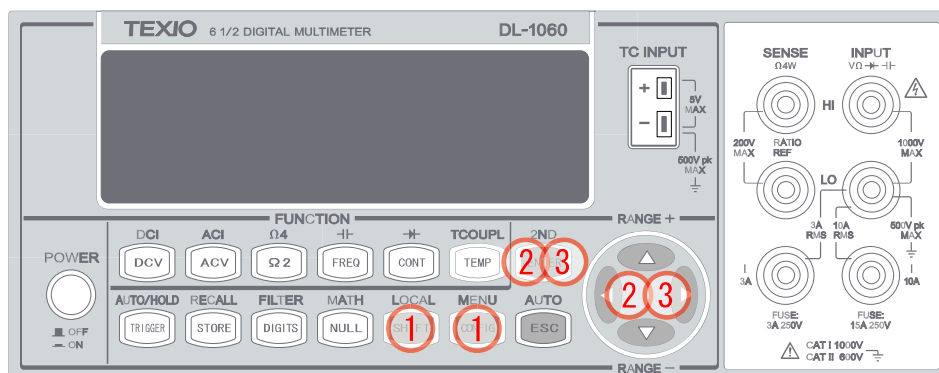 TEXIO 6 1/2 DIGITAL MULTIMETER DL-1060
TC INPUT
+
−
5V
MAX
500V pk
MAX
SENSE
Ω4W
INPUT
VΩ
HI
200V
MAX
RATIO
REF
1000V
MAX
LO
3A
RMS
10A
RMS
500V pk
MAX
3A
10A
FUSE:
3A 250V
FUSE:
15A 250V
CAT I 1000V
CAT II 600V
FUNCTION
RANGE +
DCI ACI Ω4 TCOUPL 2ND
POWER
DCV ACV Ω2 FREQ CONT TEMP 2 3
2 3
AUTO/HOLD RECALL FILTER MATH LOCAL MENU AUTO
TRIGGER STORE DIGITS NULL SHIFT 1 CONFIG 1 ESC
OFF
ON
RANGE −